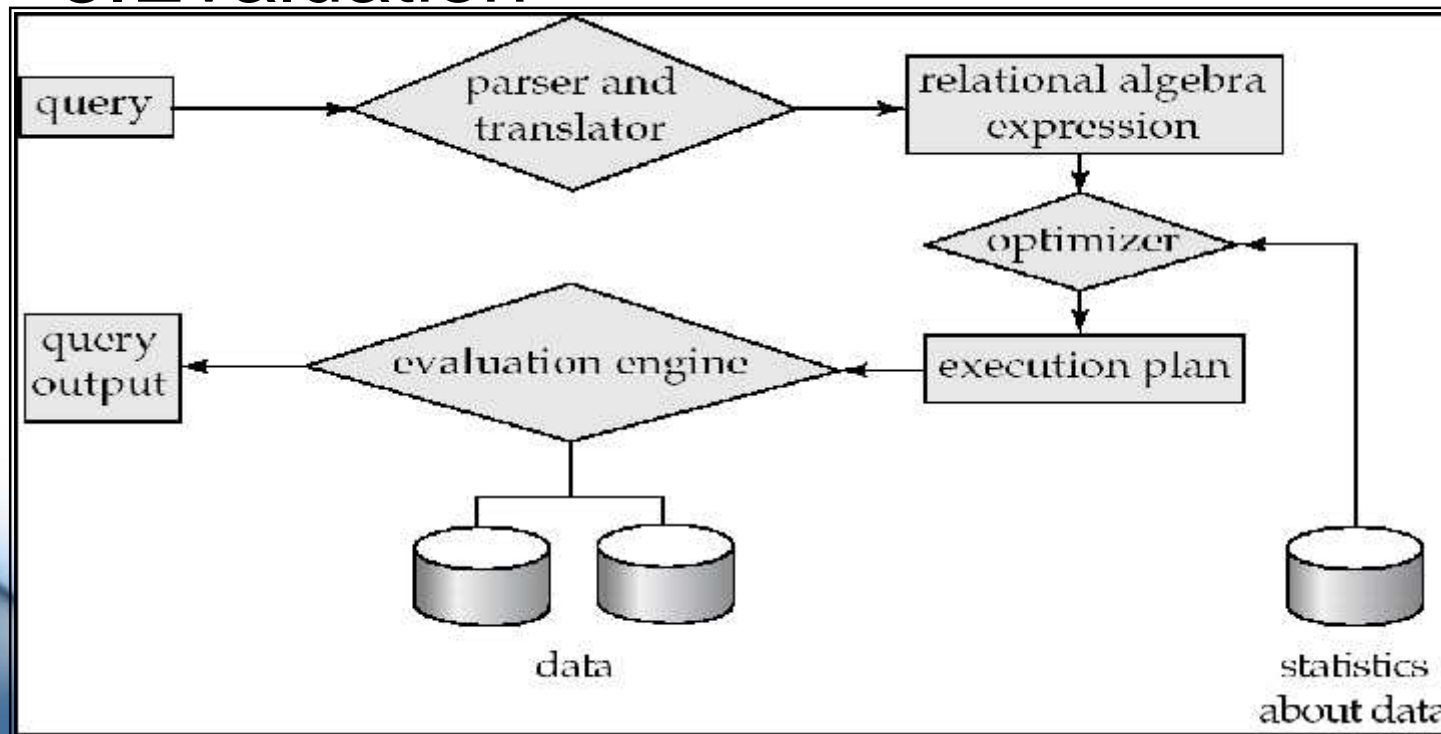 query
parser and
translator
relational algebra
expression
optimizer
query
output
evaluation engine
execution plan
data
statistics
about data